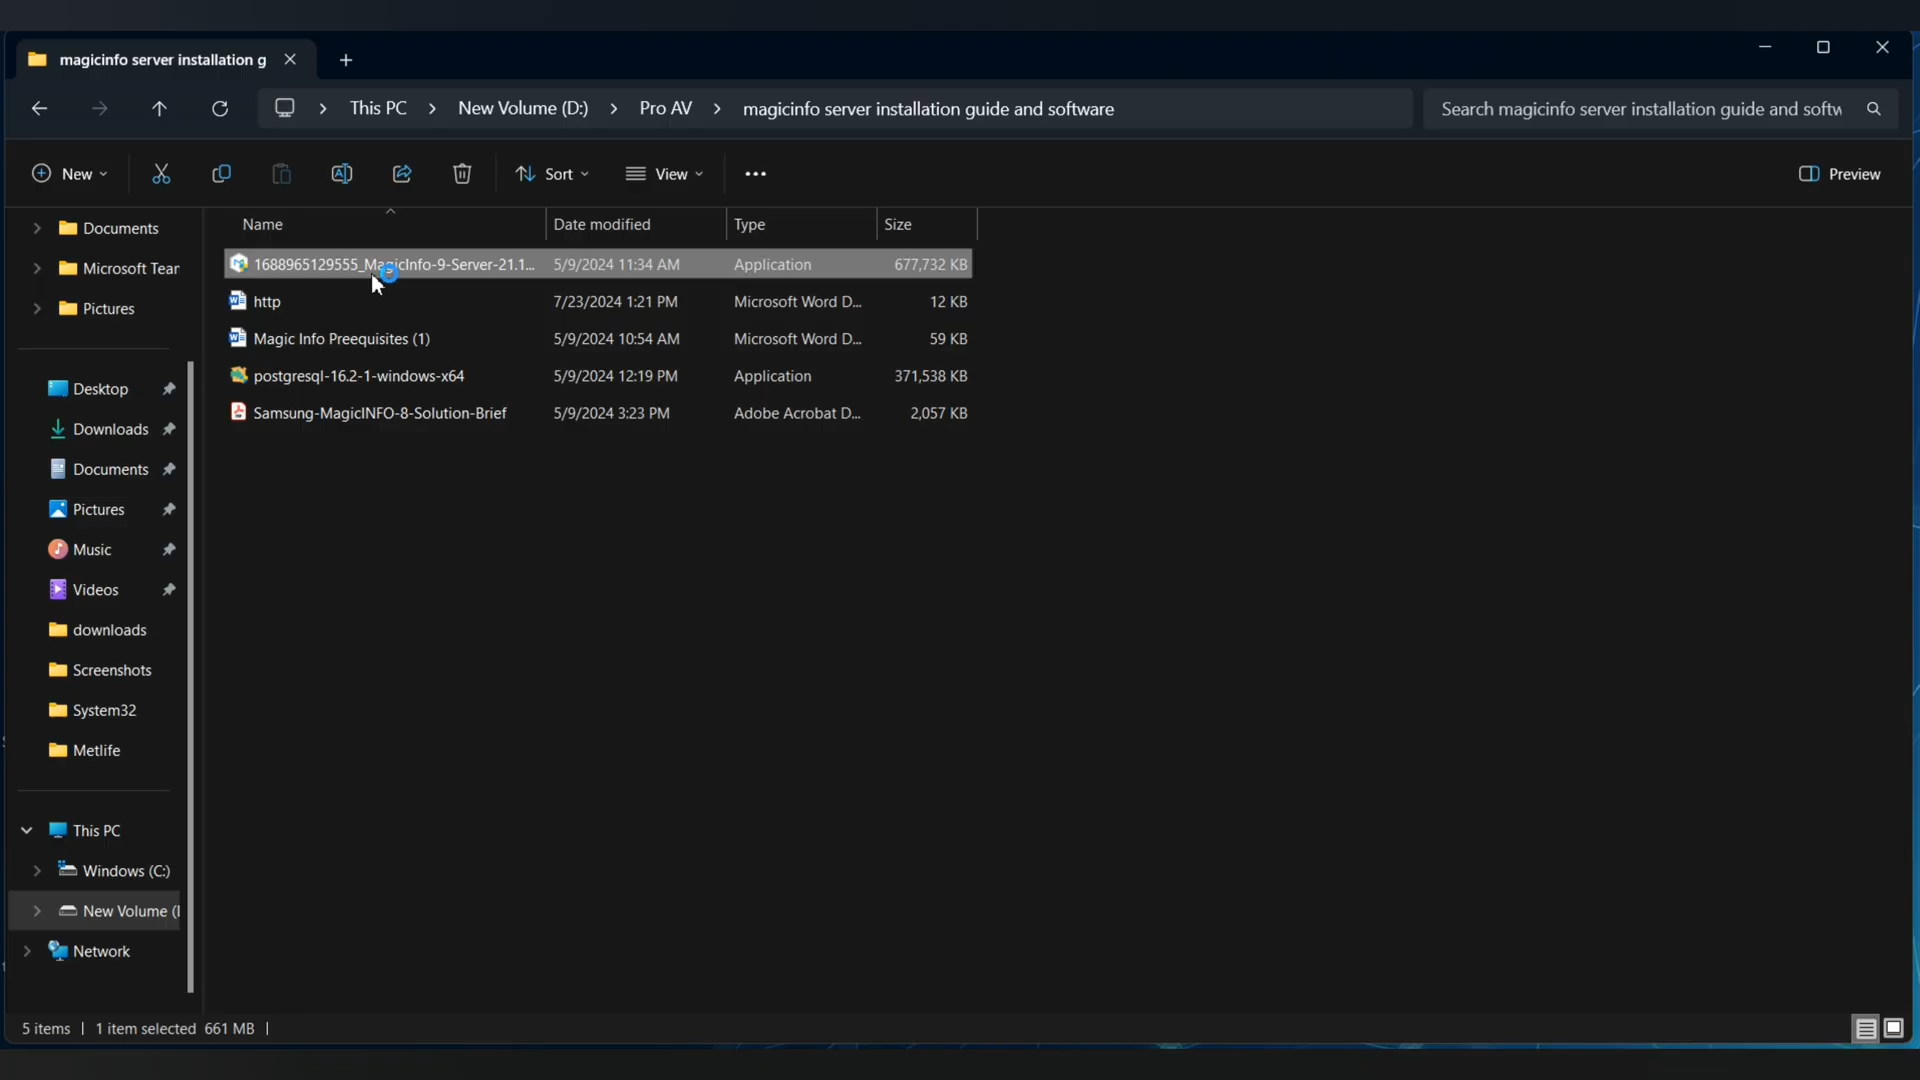 magicinfo server installation g
This PC New Volume (D:) Pro AV magicinfo server installation guide and software
Search magicinfo server installation guide and softw
New Sort View Preview
Documents
Microsoft Tear
Pictures
Desktop
Downloads
Documents
Pictures
Music
Videos
downloads
Screenshots
System32
Metlife
This PC
Windows (C:)
New Volume (
Network
Name Date modified Type Size
1688965129555_MagicInfo-9-Server-21.1... 5/9/2024 11:34 AM Application 677,732 KB
http 7/23/2024 1:21 PM Microsoft Word D... 12 KB
Magic Info Preequisites (1) 5/9/2024 10:54 AM Microsoft Word D... 59 KB
postgresql-16.2-1-windows-x64 5/9/2024 12:19 PM Application 371,538 KB
Samsung-MagicINFO-8-Solution-Brief 5/9/2024 3:23 PM Adobe Acrobat D... 2,057 KB
5 items 1 item selected 661 MB